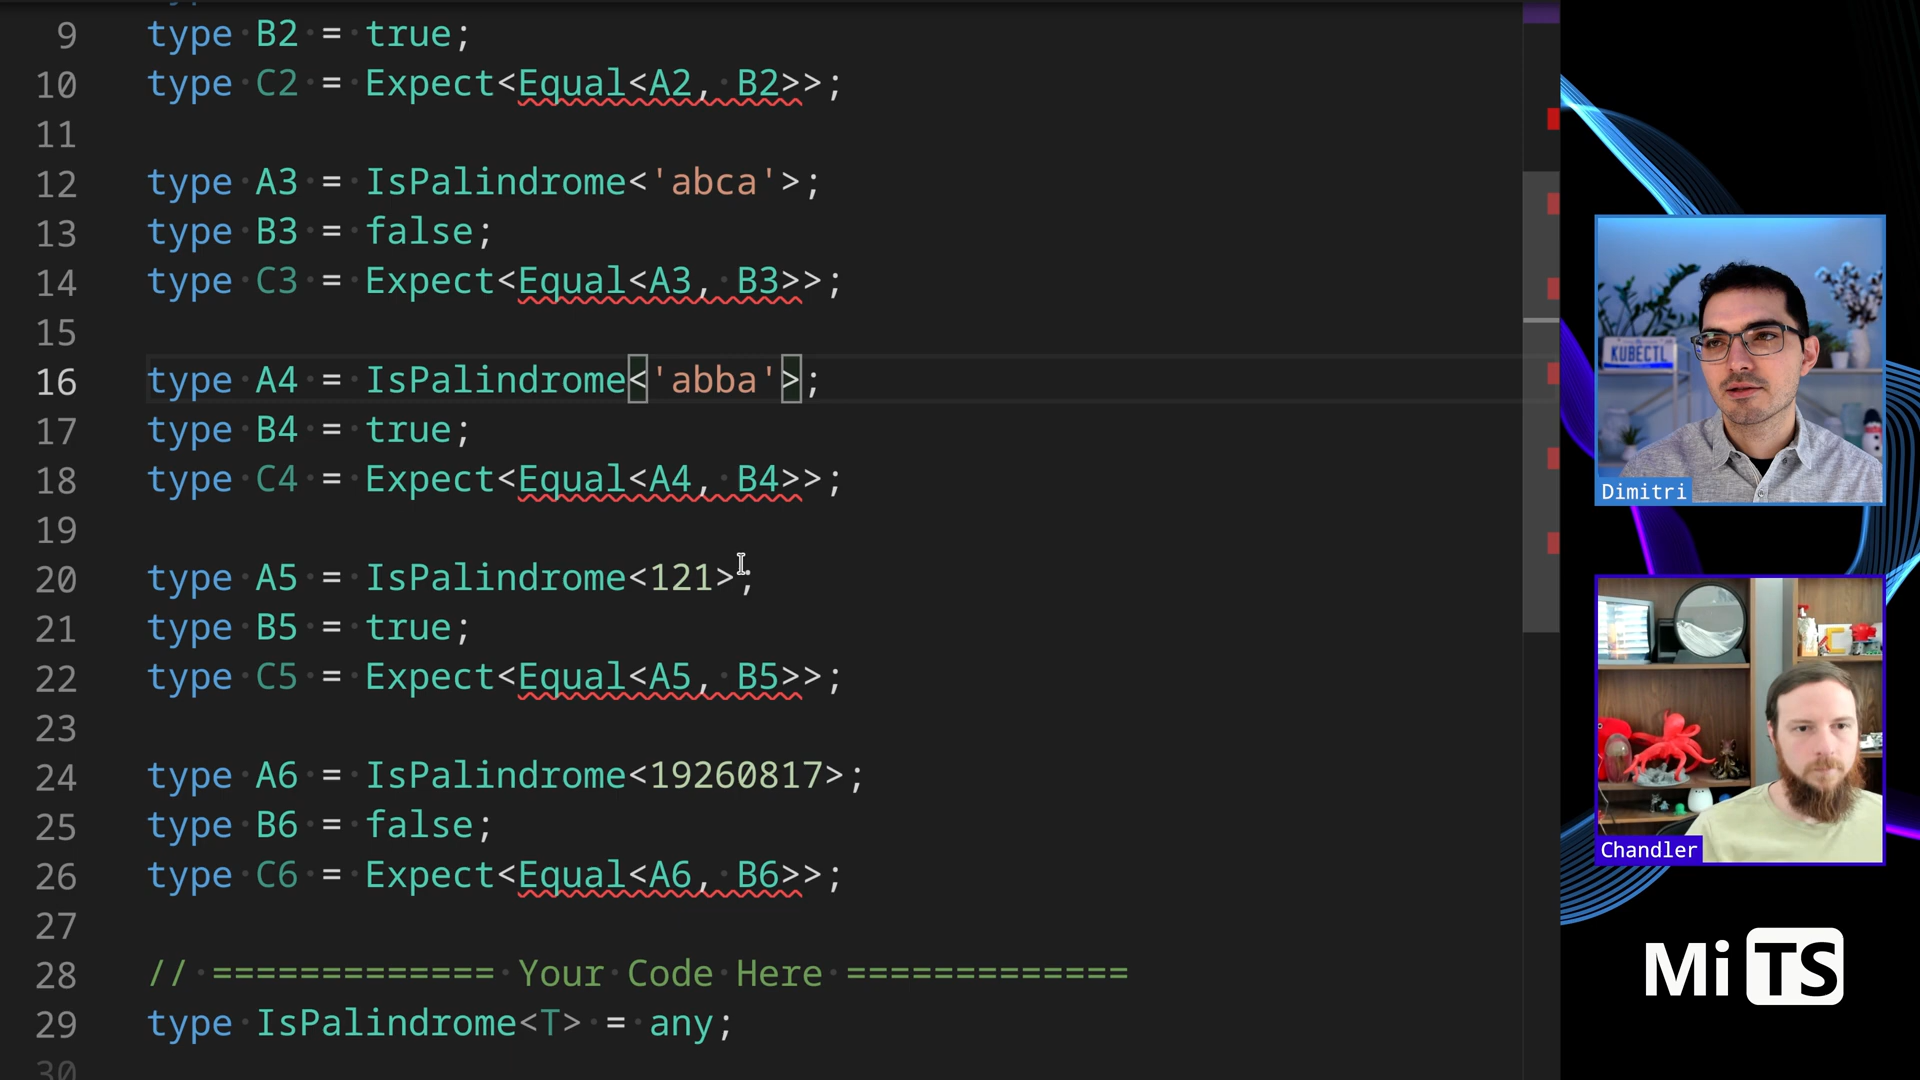 9 type B2 = true;
10 type C2 = Expect<Equal<A2, B2>>;
11
12 type A3 = IsPalindrome<'abca'>;
13 type B3 = false;
14 type C3 = Expect<Equal<A3, B3>>;
15
16 type A4 = IsPalindrome<'abba'>;
17 type B4 = true;
18 type C4 = Expect<Equal<A4, B4>>;
19
20 type A5 = IsPalindrome<121>;
21 type B5 = true;
22 type C5 = Expect<Equal<A5, B5>>;
23
24 type A6 = IsPalindrome<19260817>;
25 type B6 = false;
26 type C6 = Expect<Equal<A6, B6>>;
27
28 // ============= Your Code Here =============
29 type IsPalindrome<T> = any;
30
KUBECTL
Dimitri
Chandler
Mi TS